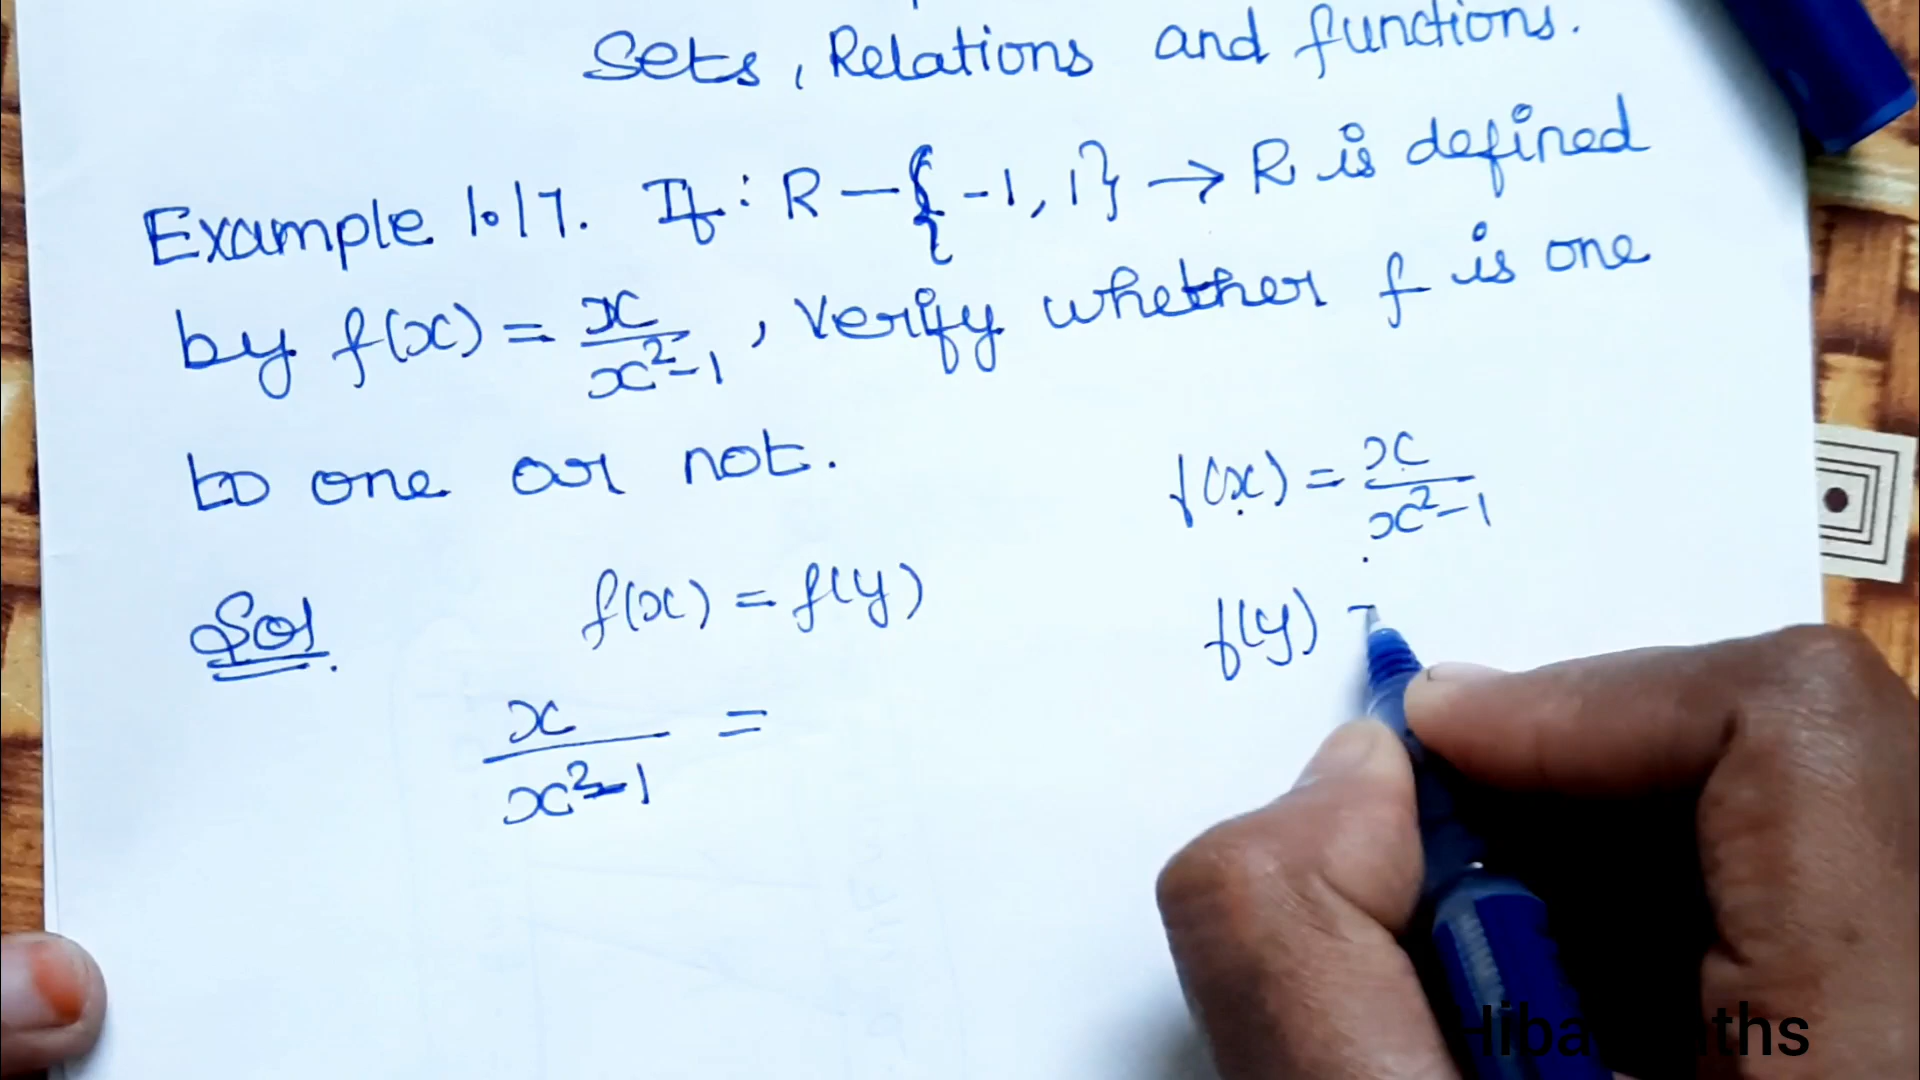 Sets, Relations and functions.
Example 1.17. If : R - { -1, 1} → R is defined
by f(x) = x/x²-1 , Verify whether f is one
to one or not.
f(x) = x/x²-1
Sol. f(x) = f(y)
f(y) =
x/x²-1 =